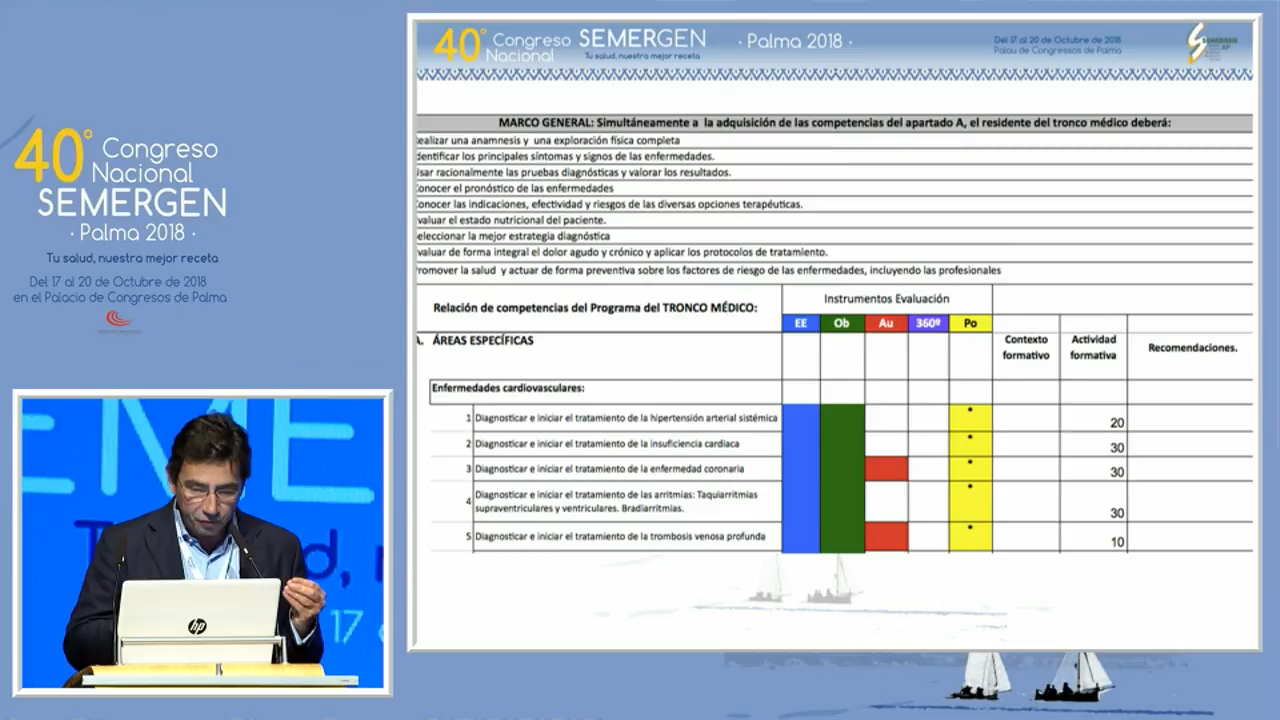 40° Congreso Nacional SEMERGEN · Palma 2018 ·
Tu salud, nuestra mejor receta
Del 17 al 20 de Octubre de 2018
Palau de Congressos de Palma
SEMERGEN
AP
40° Congreso
Nacional
SEMERGEN
· Palma 2018 ·
Tu salud, nuestra mejor receta
Del 17 al 20 de Octubre de 2018
en el Palacio de Congresos de Palma
MARCO GENERAL: Simultáneamente a la adquisición de las competencias del apartado A, el residente del tronco médico deberá:
ealizar una anamnesis y una exploración física completa
dentificar los principales síntomas y signos de las enfermedades.
sar racionalmente las pruebas diagnósticas y valorar los resultados.
onocer el pronóstico de las enfermedades
onocer las indicaciones, efectividad y riesgos de las diversas opciones terapéuticas.
valuar el estado nutricional del paciente.
eleccionar la mejor estrategia diagnóstica
valuar de forma integral el dolor agudo y crónico y aplicar los protocolos de tratamiento.
romover la salud y actuar de forma preventiva sobre los factores de riesgo de las enfermedades, incluyendo las profesionales
Relación de competencias del Programa del TRONCO MÉDICO:
Instrumentos Evaluación
EE Ob Au 360º Po
A. ÁREAS ESPECÍFICAS
Contexto formativo
Actividad formativa
Recomendaciones.
Enfermedades cardiovasculares:
1 Diagnosticar e iniciar el tratamiento de la hipertensión arterial sistémica * 20
2 Diagnosticar e iniciar el tratamiento de la insuficiencia cardiaca * 30
3 Diagnosticar e iniciar el tratamiento de la enfermedad coronaria * 30
4 Diagnosticar e iniciar el tratamiento de las arritmias: Taquiarritmias
supraventriculares y ventriculares. Bradiarritmias. * 30
5 Diagnosticar e iniciar el tratamiento de la trombosis venosa profunda * 10
EME
T d, n
17 d
hp